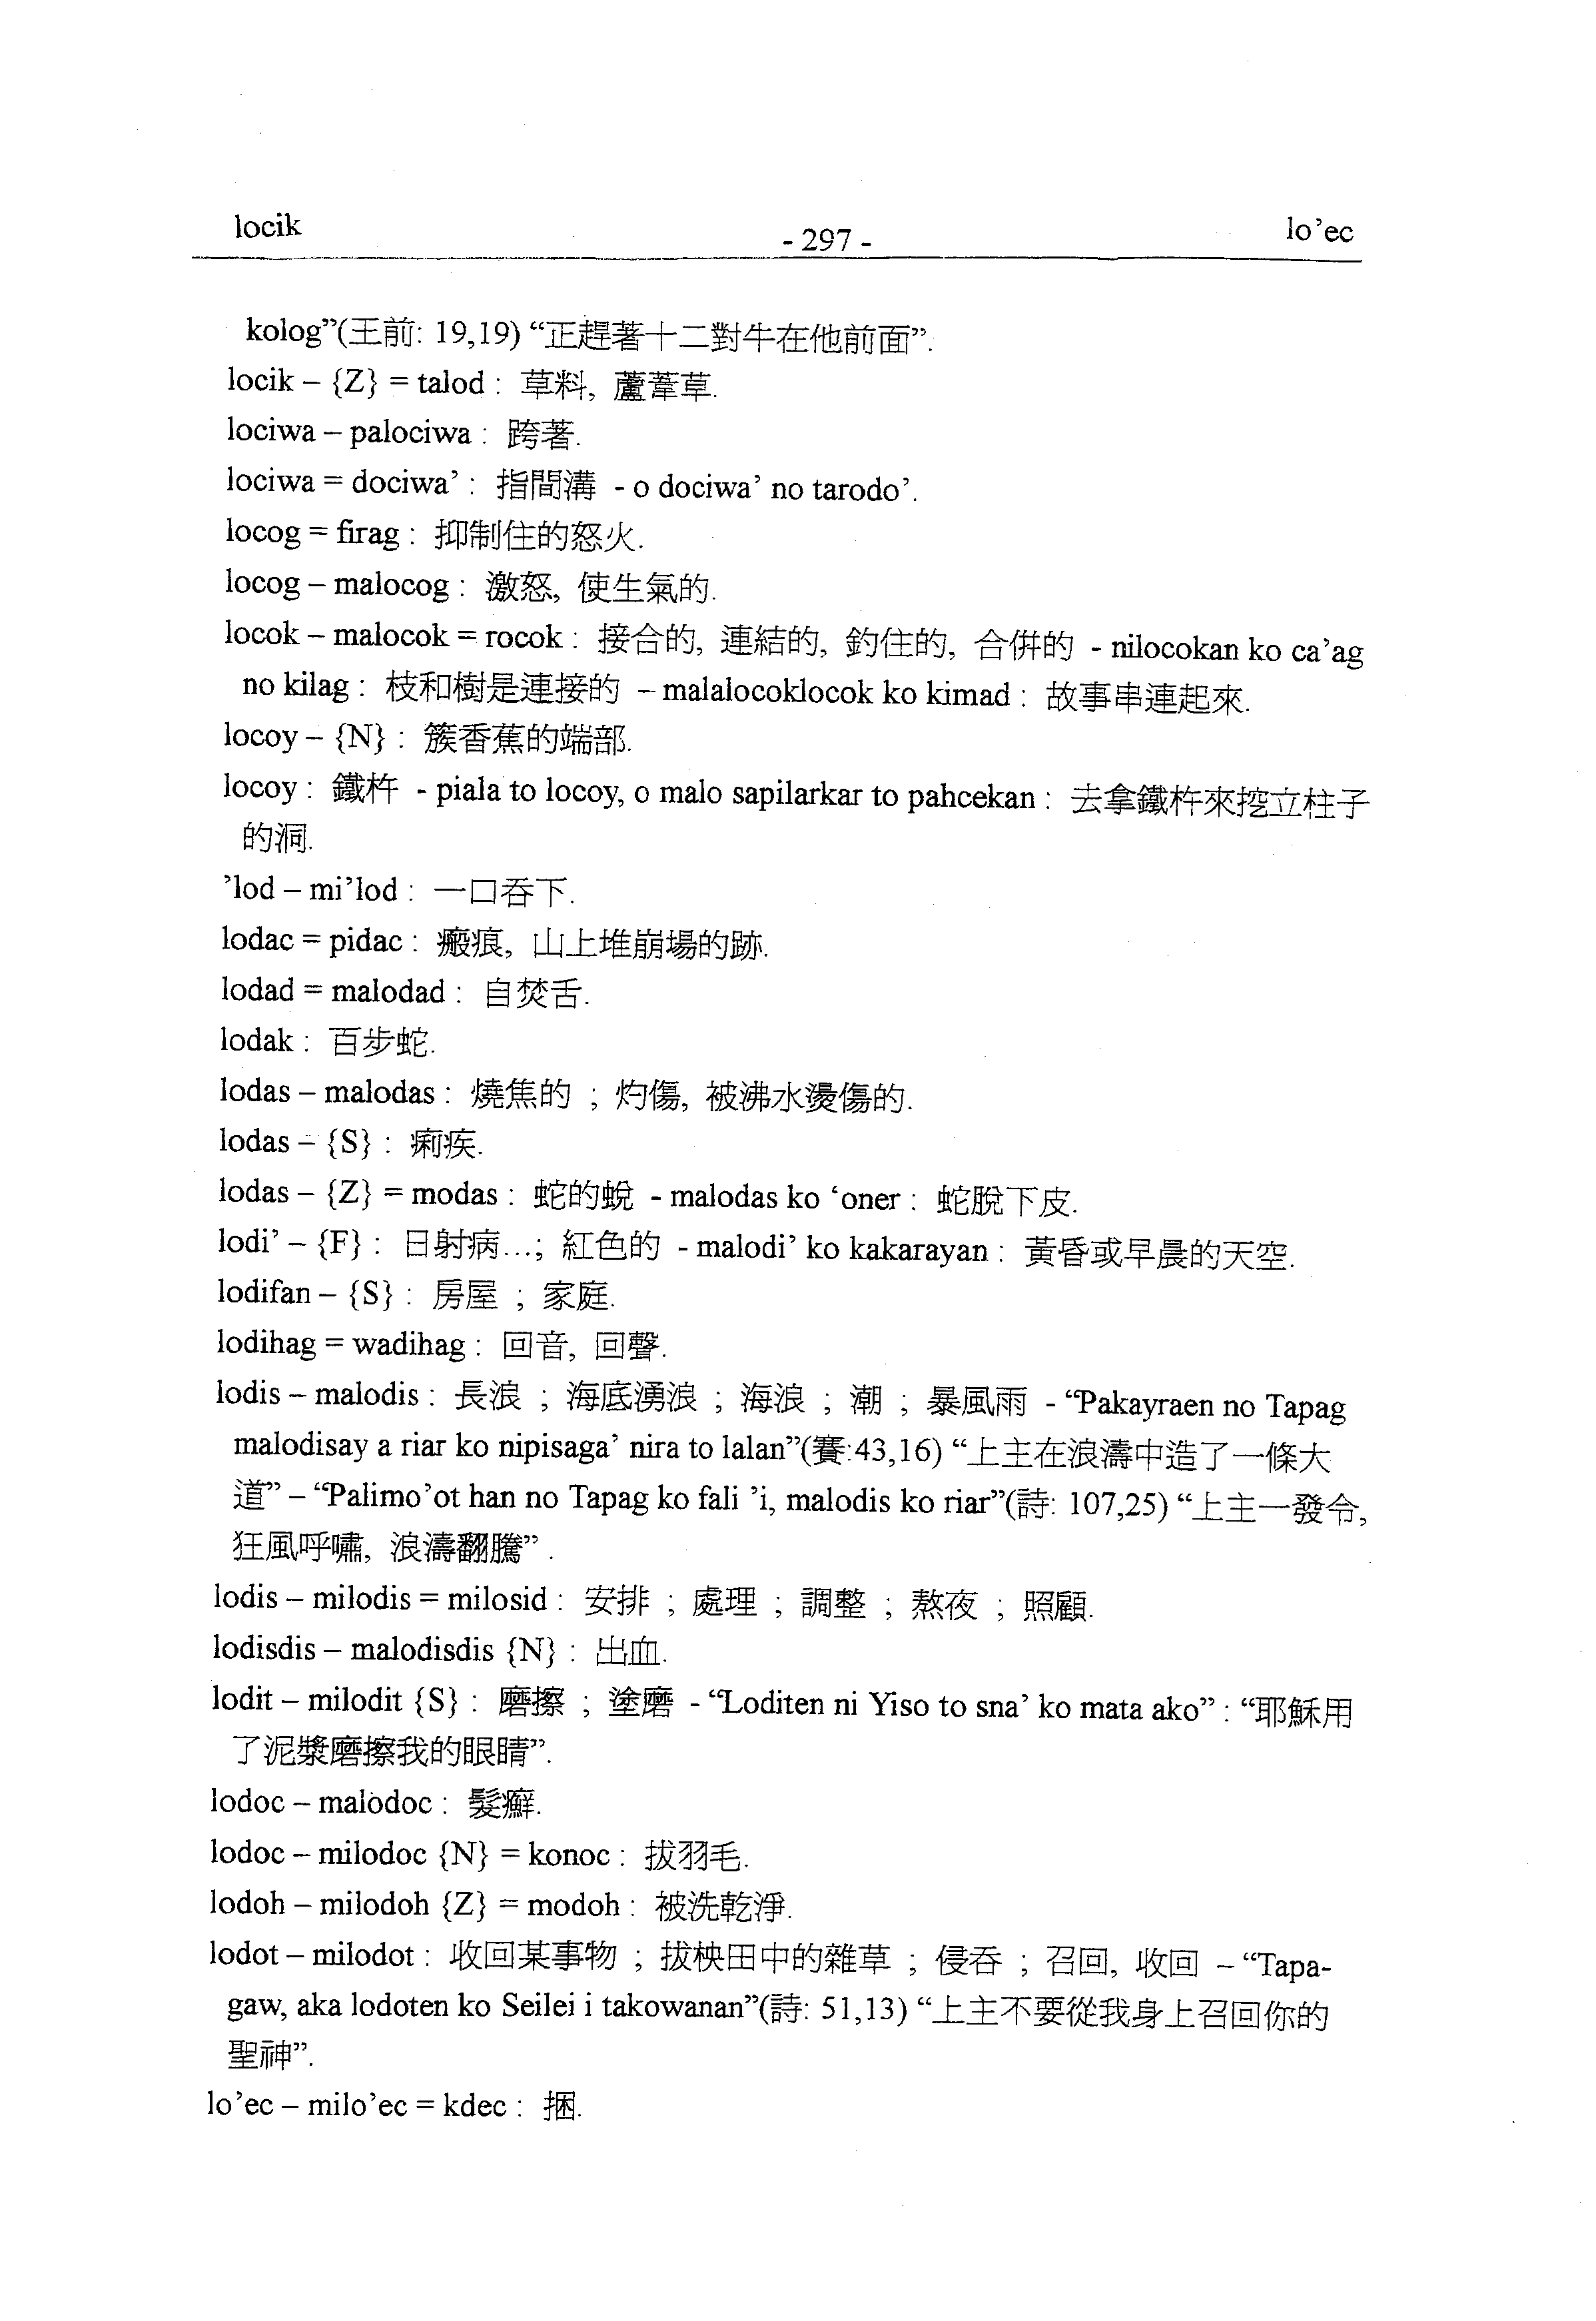 locik - 297 - lo’ec
kolog”(王前: 19,19) “正趕著十二對牛在他前面”.
locik – {Z} = talod : 草料, 蘆葦草.
lociwa – palociwa : 跨著.
lociwa = dociwa’ : 指間溝 - o dociwa’ no tarodo’.
locog = firag : 抑制住的怒火.
locog – malocog : 激怒, 使生氣的.
locok – malocok = rocok : 接合的, 連結的, 釣住的, 合併的 - nilocokan ko ca’ag
no kilag : 枝和樹是連接的 – malalocoklocok ko kimad : 故事串連起來.
locoy – {N} : 簇香蕉的端部.
locoy : 鐵杵 - piala to locoy, o malo sapilarkar to pahcekan : 去拿鐵杵來挖立柱子
的洞.
’lod – mi’lod : 一口吞下.
lodac = pidac : 瘢痕, 山上堆崩場的跡.
lodad = malodad : 自焚舌.
lodak : 百步蛇.
lodas – malodas : 燒焦的 ; 灼傷, 被沸水燙傷的.
lodas – {S} : 痢疾.
lodas – {Z} = modas : 蛇的蛻 - malodas ko ‘oner : 蛇脫下皮.
lodi’ – {F} : 日射病...; 紅色的 - malodi’ ko kakarayan : 黃昏或早晨的天空.
lodifan – {S} : 房屋 ; 家庭.
lodihag = wadihag : 回音, 回聲.
lodis – malodis : 長浪 ; 海底湧浪 ; 海浪 ; 潮 ; 暴風雨 - “Pakayraen no Tapag
malodisay a riar ko nipisaga’ nira to lalan”(賽:43,16) “上主在浪濤中造了一條大
道” – “Palimo’ot han no Tapag ko fali ’i, malodis ko riar”(詩: 107,25) “上主一發令,
狂風呼嘯, 浪濤翻騰” .
lodis – milodis = milosid : 安排 ; 處理 ; 調整 ; 熬夜 ; 照顧.
lodisdis – malodisdis {N} : 出血.
lodit – milodit {S} : 磨擦 ; 塗磨 - “Loditen ni Yiso to sna’ ko mata ako” : “耶穌用
了泥漿磨擦我的眼睛”.
lodoc – malodoc : 髮癬.
lodoc – milodoc {N} = konoc : 拔羽毛.
lodoh – milodoh {Z} = modoh : 被洗乾淨.
lodot – milodot : 收回某事物 ; 拔柍田中的雜草 ; 侵吞 ; 召回, 收回 – “Tapa-
gaw, aka lodoten ko Seilei i takowanan”(詩: 51,13) “上主不要從我身上召回你的
聖神”.
lo’ec – milo’ec = kdec : 捆.